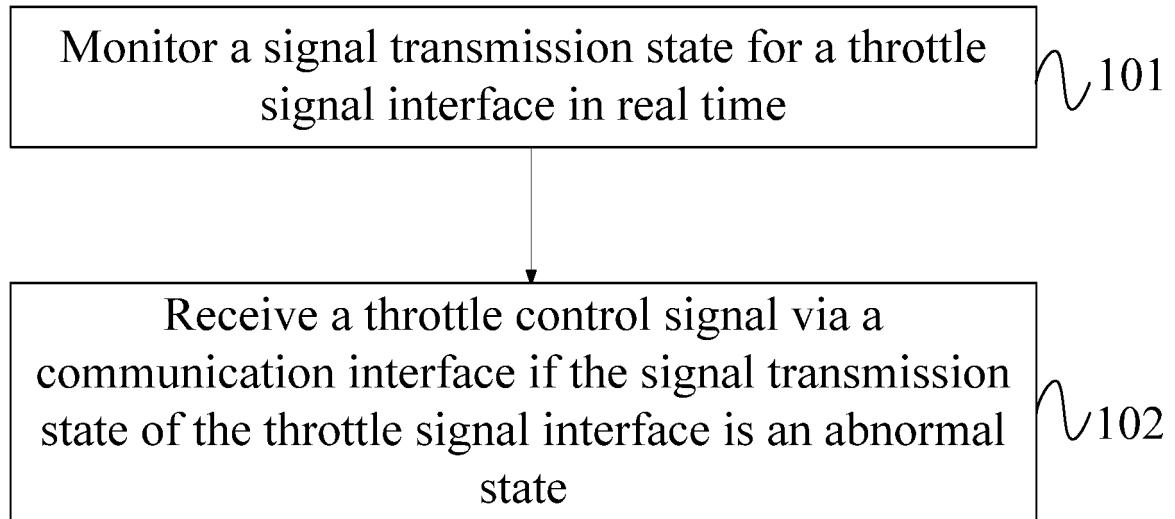 Monitor a signal transmission state for a throttle
signal interface in real time
101
Receive a throttle control signal via a
communication interface if the signal transmission
state of the throttle signal interface is an abnormal
state
102